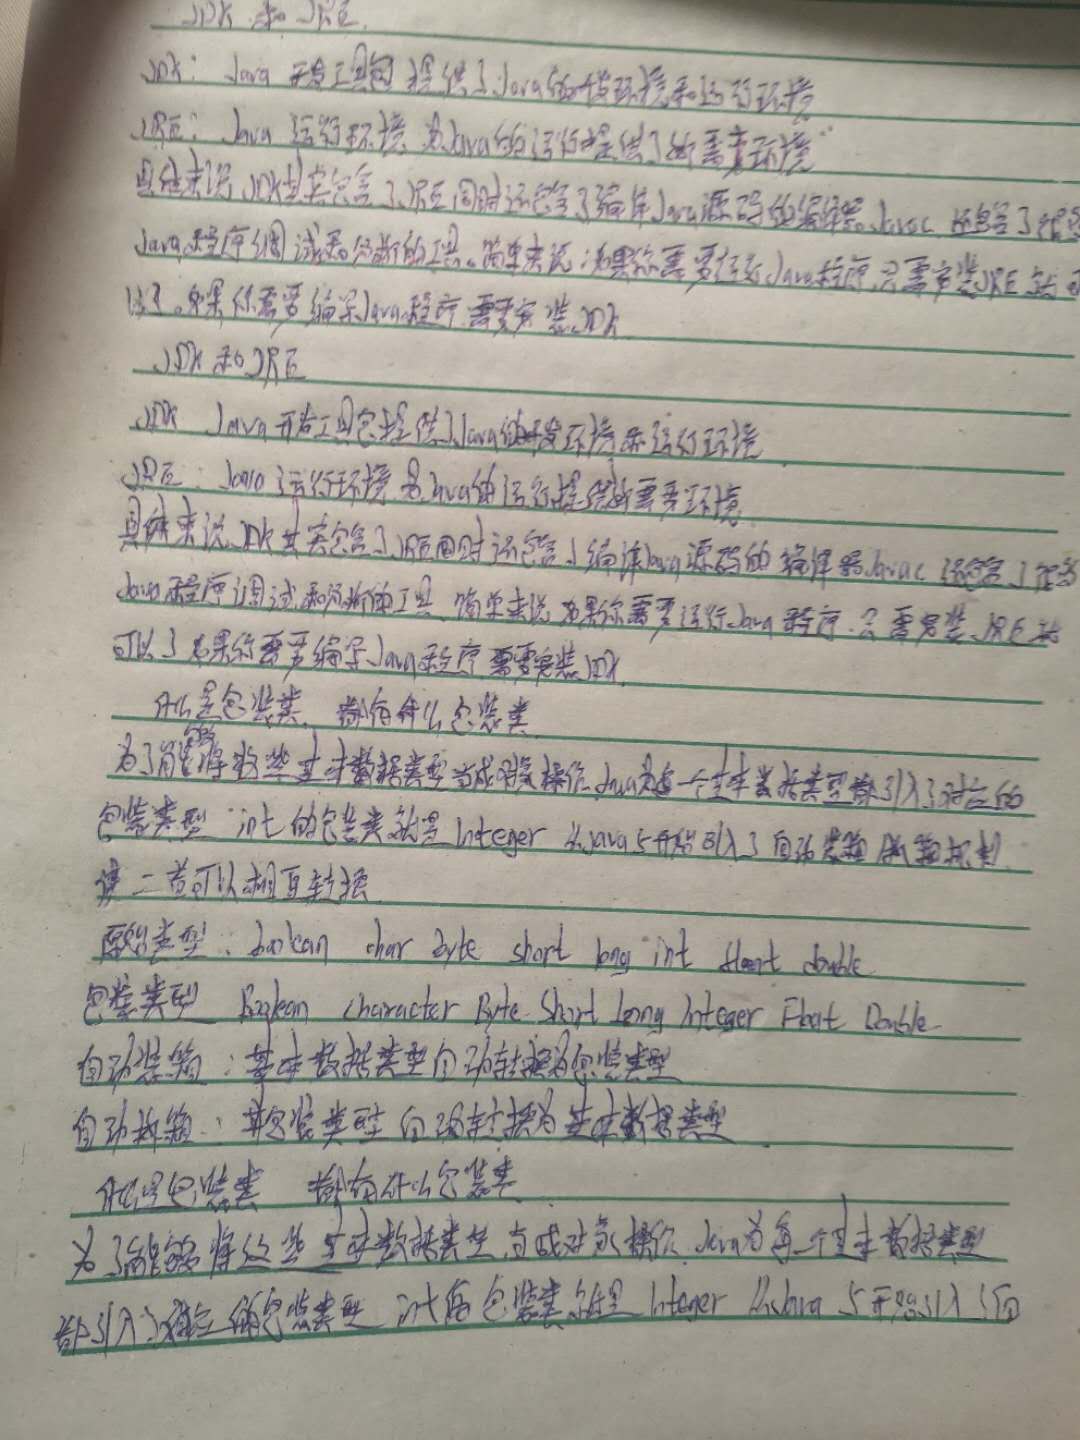 JDK 和 JRE
JDK: Java 开发工具包 提供了Java的开发环境和运行环境
JRE: Java 运行环境 为Java的运行提供了所需要环境
具体来说 JDK其实包含了JRE同时还包含了编译Java源码的编译器Javac 还包含了很多
Java程序调试和分析的工具。简单来说:如果你需要运行Java程序,只需安装JRE就可
以了。如果你需要编写Java程序 需要安装JDK
JDK和JRE
JDK Java 开发工具包提供了Java的开发环境和运行环境
JRE: Java 运行环境 为Java的运行提供所需要环境
具体来说 JDK其实包含了JRE同时还包含了编译Java源码的编译器Javac 还包含了很多
Java程序调试和分析的工具 简单来说 如果你需要运行Java程序.只需安装JRE就
可以了 如果你需要编写Java程序 需要安装JDK
什么是包装类 都有什么包装类
为了能够将这些基本数据类型当成对象操作 Java为每一个基本数据类型都引入了对应的
包装类型 int的包装类就是Integer 从Java5开始引入了自动装箱/拆箱机制
使二者可以相互转换
原始类型: boolean char byte short long int float double
包装类型 Boolean Character Byte Short Long Integer Float Double
自动装箱:基本数据类型自动转换为包装类型
自动拆箱:包装类型自动转换为基本数据类型
什么是包装类 都有什么包装类
为了能够将这些基本数据类型 当成对象操作 Java为每一个基本数据类型
都引入了对应的包装类型 int的包装类就是 Integer 从Java 5开始引入了自